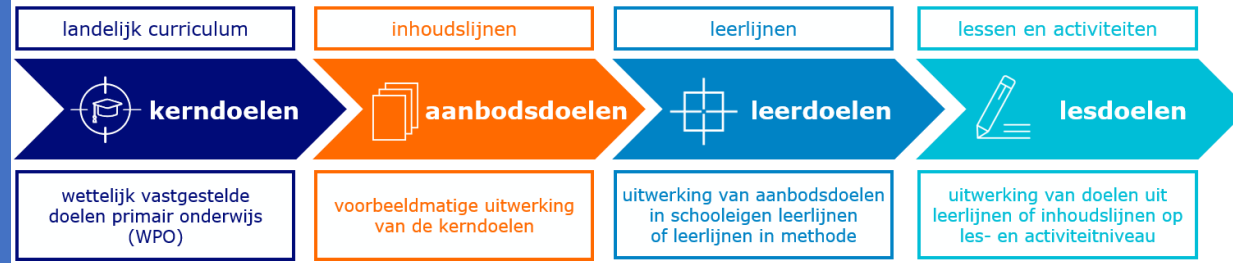 landelijk curriculum
inhoudslijnen
leerlijnen
lessen en activiteiten
kerndoelen
aanbodsdoelen
leerdoelen
lesdoelen
wettelijk vastgestelde
doelen primair onderwijs
(WPO)
voorbeeldmatige uitwerking
van de kerndoelen
uitwerking van aanbodsdoelen
in schooleigen leerlijnen
of leerlijnen in methode
uitwerking van doelen uit
leerlijnen of inhoudslijnen op
les- en activiteitniveau